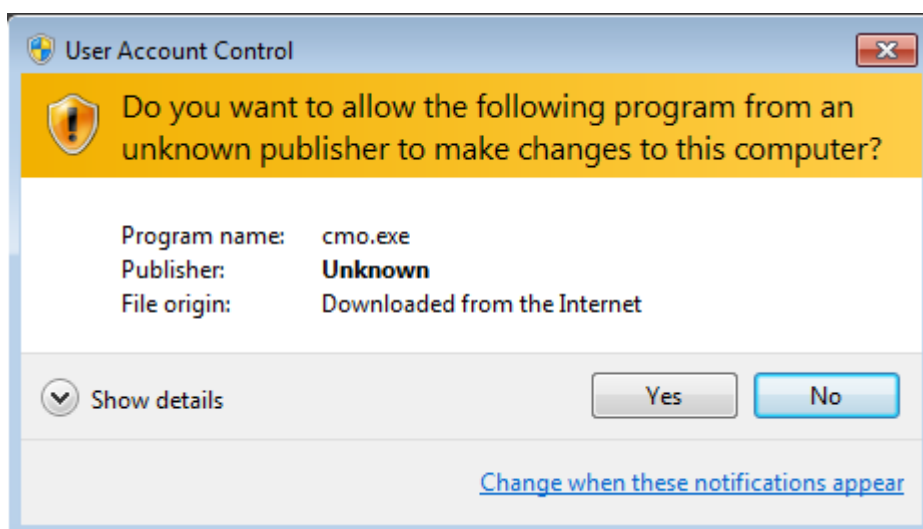 User Account Control
Do you want to allow the following program from an
unknown publisher to make changes to this computer?
Program name: cmo.exe
Publisher: Unknown
File origin: Downloaded from the Internet
Show details
Yes
No
Change when these notifications appear